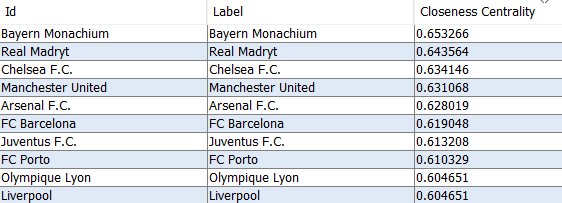 Id Label Closeness Centrality
Bayern Monachium Bayern Monachium 0.653266
Real Madryt Real Madryt 0.643564
Chelsea F.C. Chelsea F.C. 0.634146
Manchester United Manchester United 0.631068
Arsenal F.C. Arsenal F.C. 0.628019
FC Barcelona FC Barcelona 0.619048
Juventus F.C. Juventus F.C. 0.613208
FC Porto FC Porto 0.610329
Olympique Lyon Olympique Lyon 0.604651
Liverpool Liverpool 0.604651